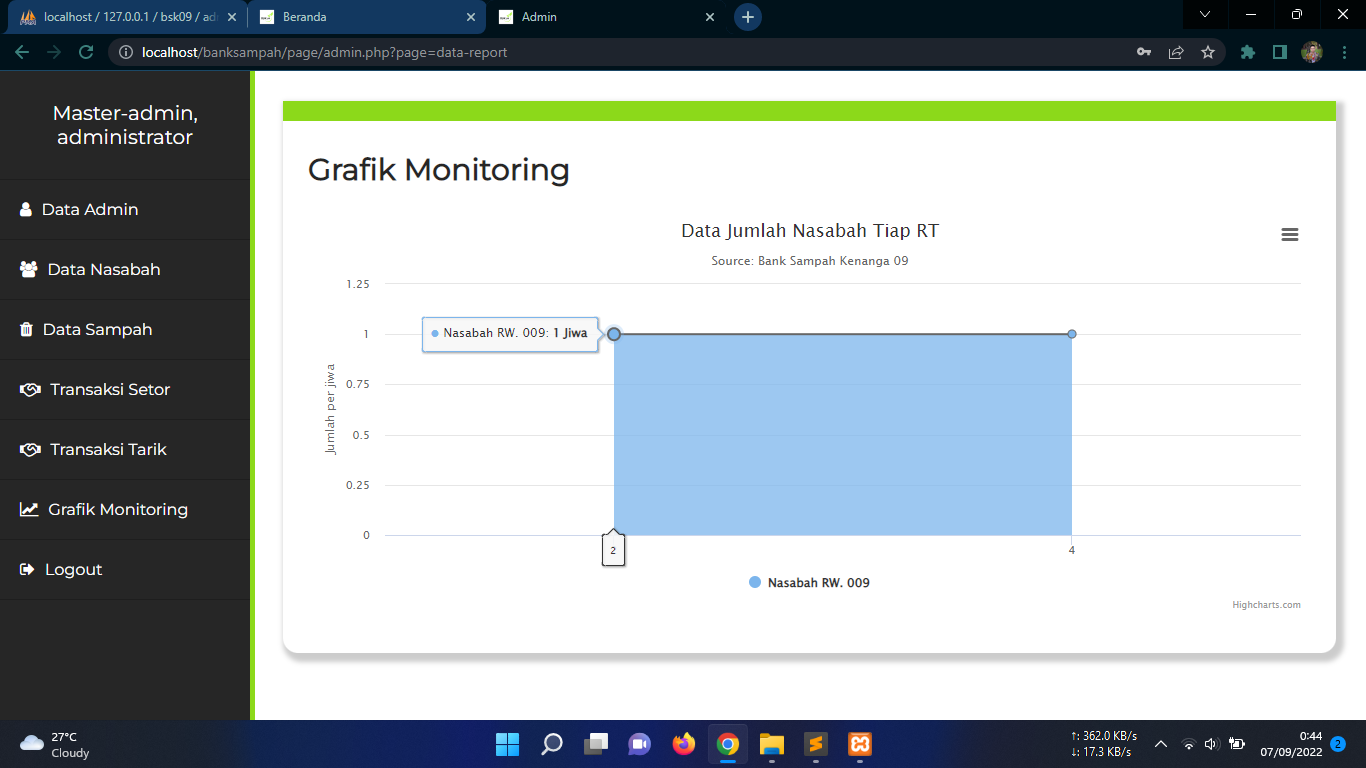 localhost / 127.0.0.1 / bsk09 / ad
Beranda
Admin
localhost/banksampah/page/admin.php?page=data-report
Master-admin,
administrator
Data Admin
Data Nasabah
Data Sampah
Transaksi Setor
Transaksi Tarik
Grafik Monitoring
Logout
Grafik Monitoring
Data Jumlah Nasabah Tiap RT
Source: Bank Sampah Kenanga 09
Jumlah per jiwa
1.25
1
0.75
0.5
0.25
0
Nasabah RW. 009: 1 Jiwa
2
4
Nasabah RW. 009
Highcharts.com
27°C
Cloudy
↑: 362.0 KB/s
↓: 17.3 KB/s
0:44
07/09/2022
2